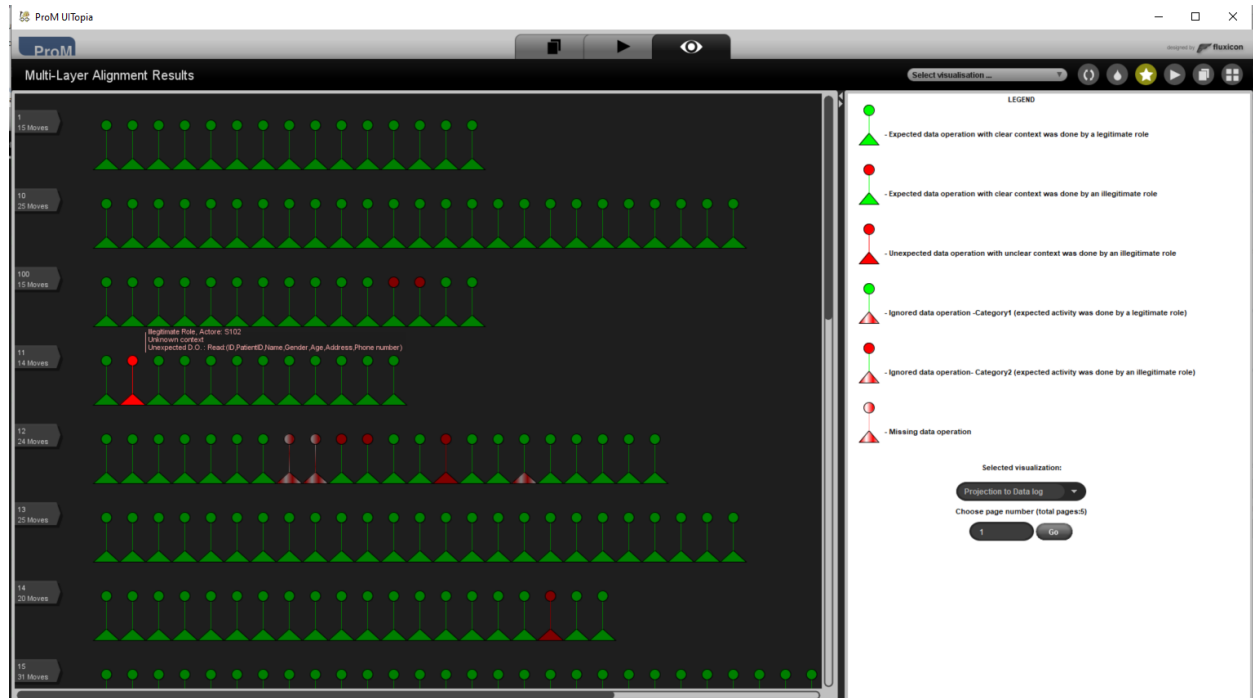 ProM UITopia
ProM
designed by fluxicon
Multi-Layer Alignment Results
Select visualisation ...
1
15 Moves
10
25 Moves
100
15 Moves
Illegitimate Role, Actore: S102
Unknown context
Unexpected D.O. : Read:(ID,PatientID,Name,Gender,Age,Address,Phone number)
11
14 Moves
12
24 Moves
13
25 Moves
14
20 Moves
15
31 Moves
LEGEND
- Expected data operation with clear context was done by a legitimate role
- Expected data operation with clear context was done by an illegitimate role
- Unexpected data operation with unclear context was done by an illegitimate role
- Ignored data operation -Category1 (expected activity was done by a legitimate role)
- Ignored data operation- Category2 (expected activity was done by an illegitimate role)
- Missing data operation
Selected visualization:
Projection to Data log
Choose page number (total pages:5)
1
Go